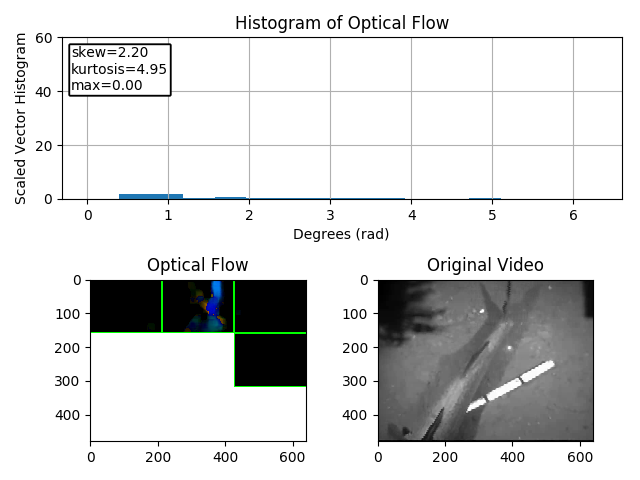 Histogram of Optical Flow
Scaled Vector Histogram
60
40
20
0
skew=2.20
kurtosis=4.95
max=0.00
0 1 2 3 4 5 6
Degrees (rad)
Optical Flow
0
100
200
300
400
0 200 400 600
Original Video
0
100
200
300
400
0 200 400 600